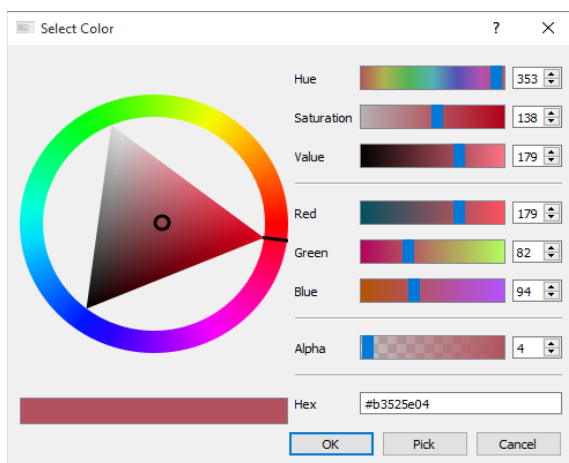 Select Color ? ×
Hue 353
Saturation 138
Value 179
Red 179
Green 82
Blue 94
Alpha 4
Hex #b3525e04
OK Pick Cancel